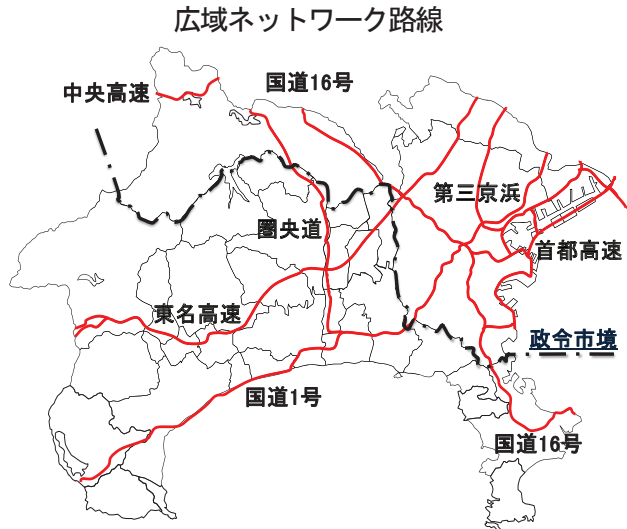 広域ネットワーク路線
国道16号
中央高速
第三京浜
圏央道
首都高速
東名高速
政令市境
国道1号
国道16号